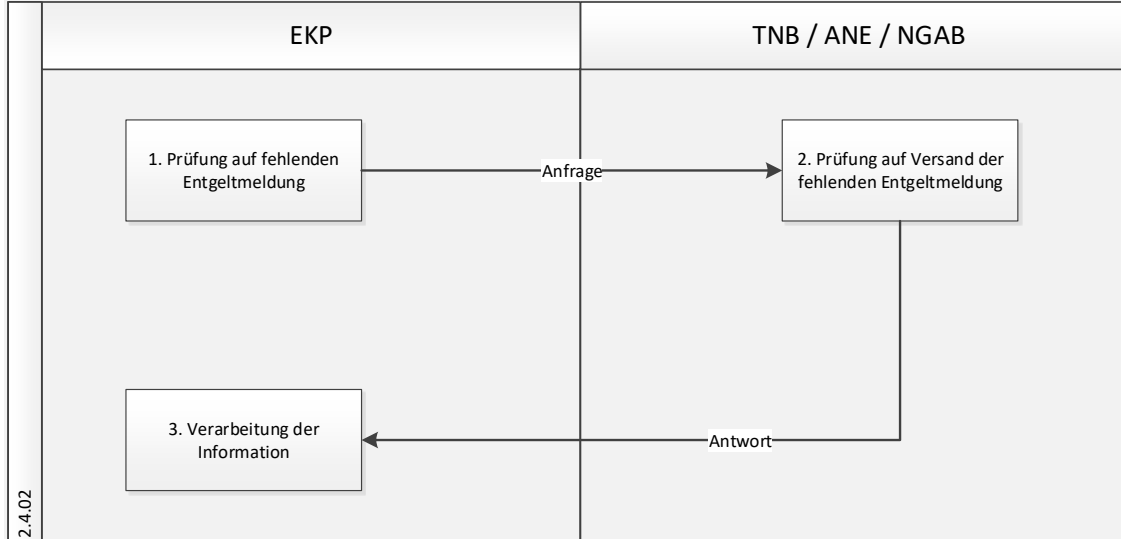 EKP
TNB / ANE / NGAB
1. Prüfung auf fehlenden
Entgeltmeldung
Anfrage
2. Prüfung auf Versand der
fehlenden Entgeltmeldung
3. Verarbeitung der
Information
Antwort
2.4.02